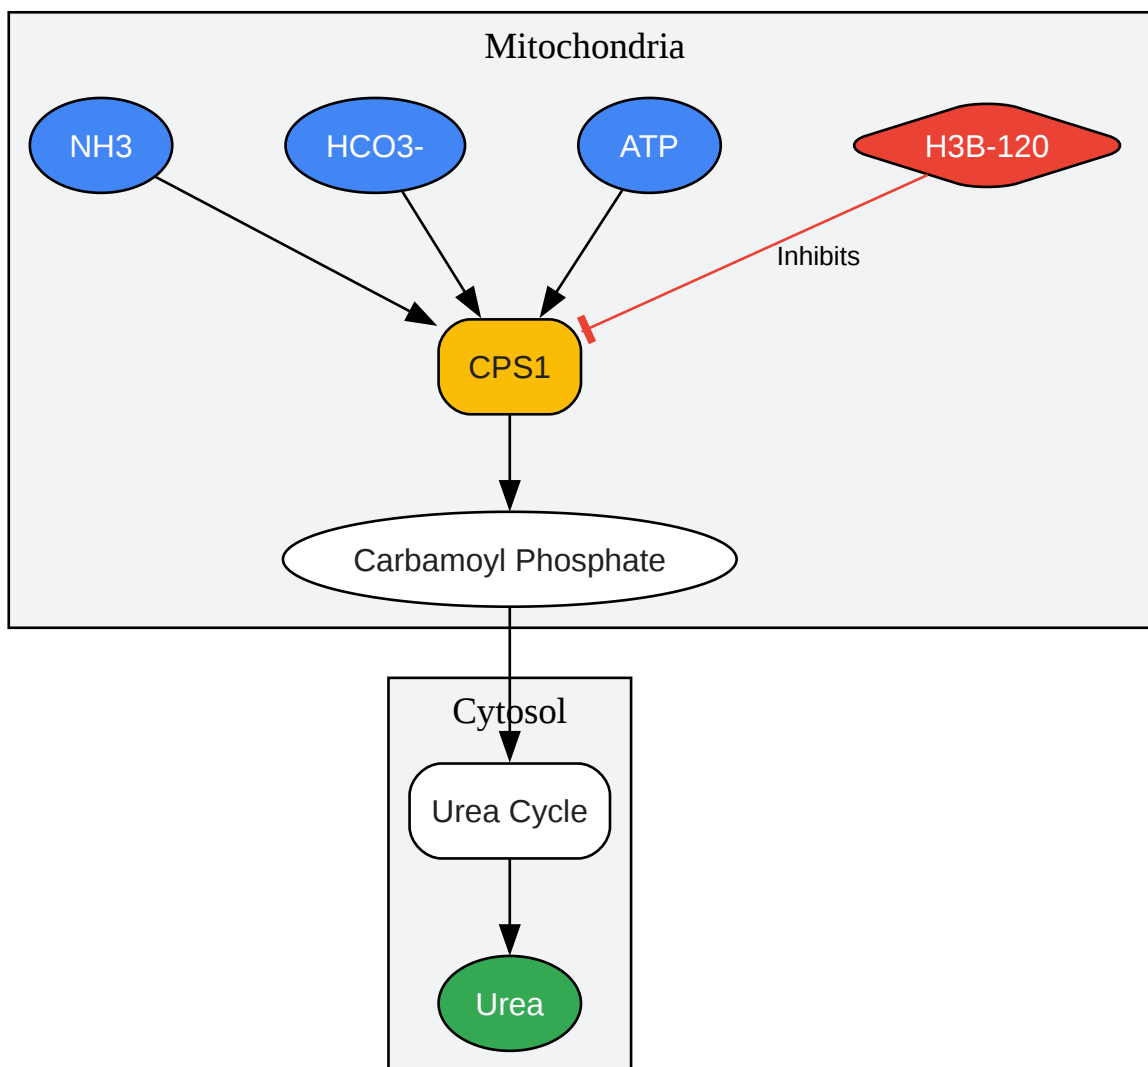 Mitochondria
NH3
HCO3-
ATP
H3B-120
Inhibits
CPS1
Carbamoyl Phosphate
Cytosol
Urea Cycle
Urea